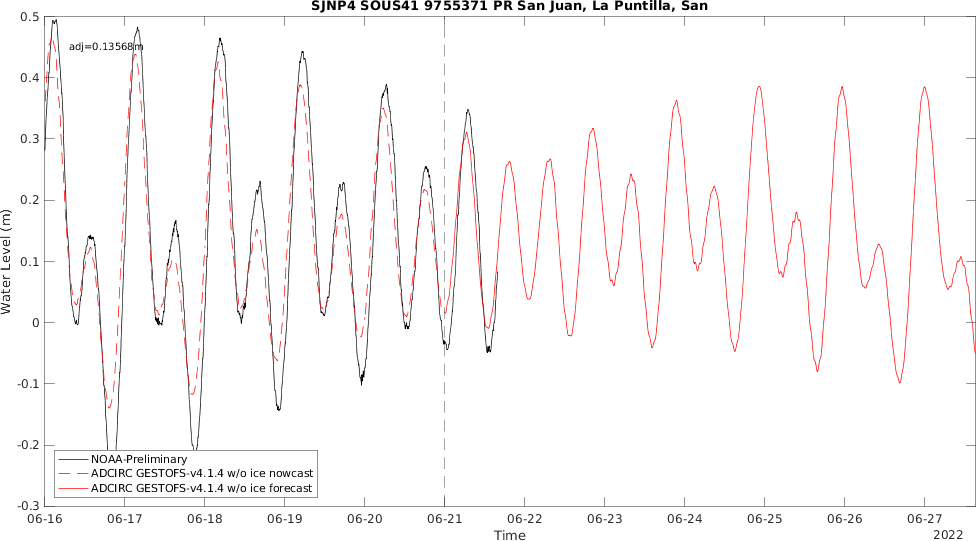 SJNP4 SOUS41 9755371 PR San Juan, La Puntilla, San
adj=0.13568m
Water Level (m)
0.5
0.4
0.3
0.2
0.1
0
-0.1
-0.2
-0.3
NOAA-Preliminary
ADCIRC GESTOFS-v4.1.4 w/o ice nowcast
ADCIRC GESTOFS-v4.1.4 w/o ice forecast
06-16 06-17 06-18 06-19 06-20 06-21 06-22 06-23 06-24 06-25 06-26 06-27
Time
2022